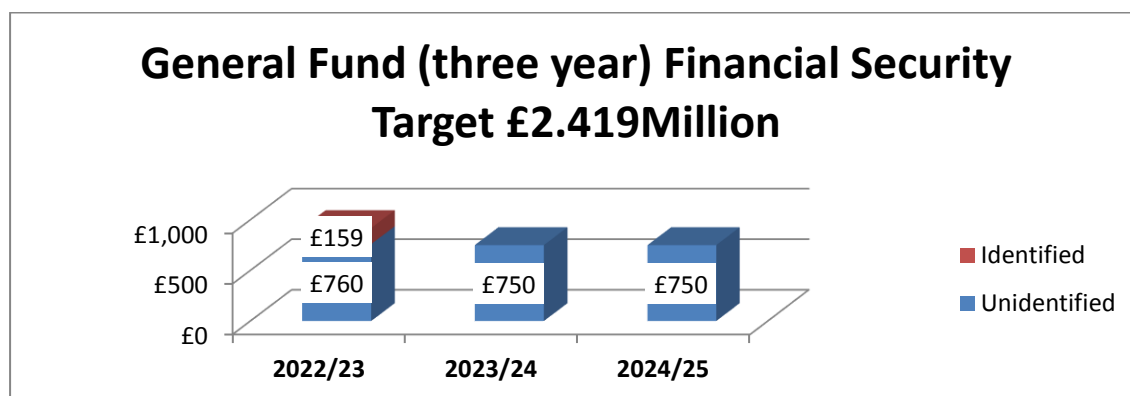 General Fund (three year) Financial Security
Target £2.419Million
£1,000
£500
£0
£159
£760
£750
£750
2022/23
2023/24
2024/25
Identified
Unidentified